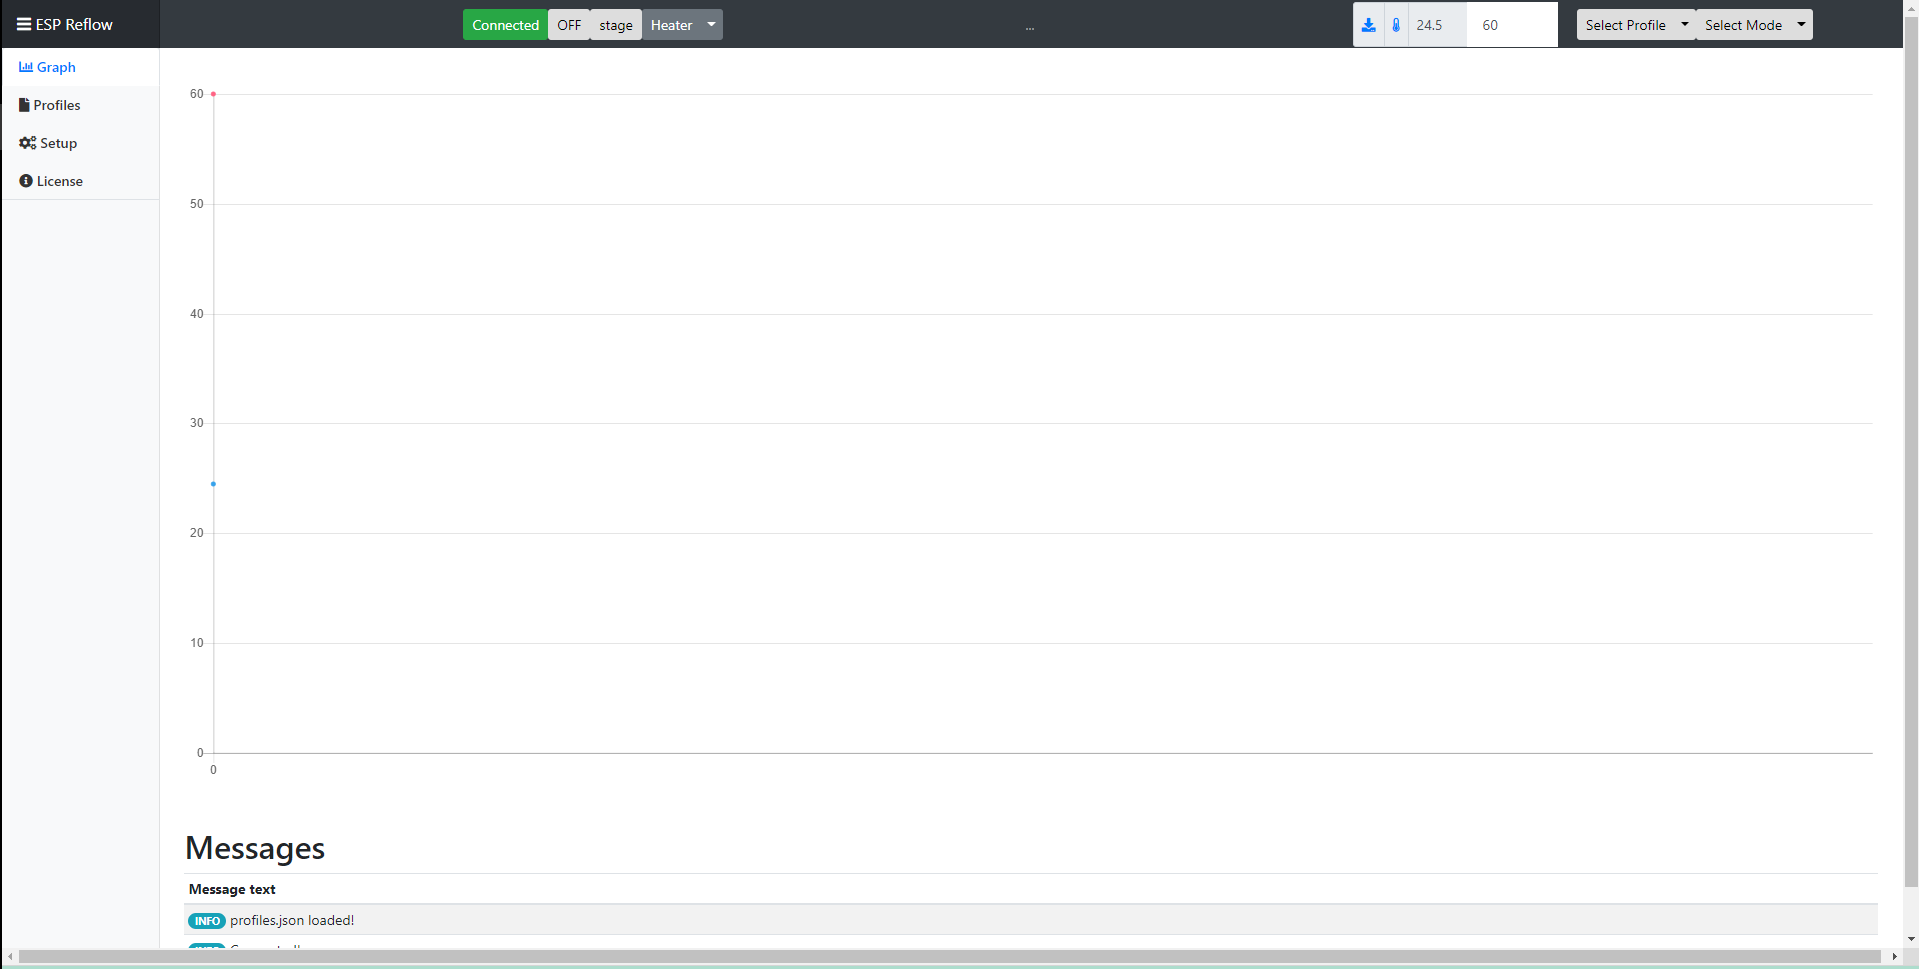 ESP Reflow
Connected OFF stage Heater
...
24.5 60
Select Profile Select Mode
Graph
Profiles
Setup
License
60
50
40
30
20
10
0
0
Messages
Message text
INFO profiles.json loaded!